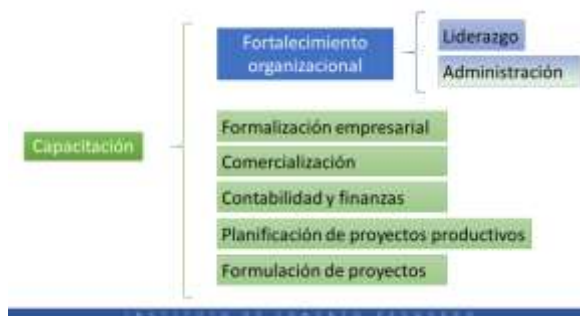 Fortalecimiento
organizacional
Liderazgo
Administración
Capacitación
Formalización empresarial
Comercialización
Contabilidad y finanzas
Planificación de proyectos productivos
Formulación de proyectos